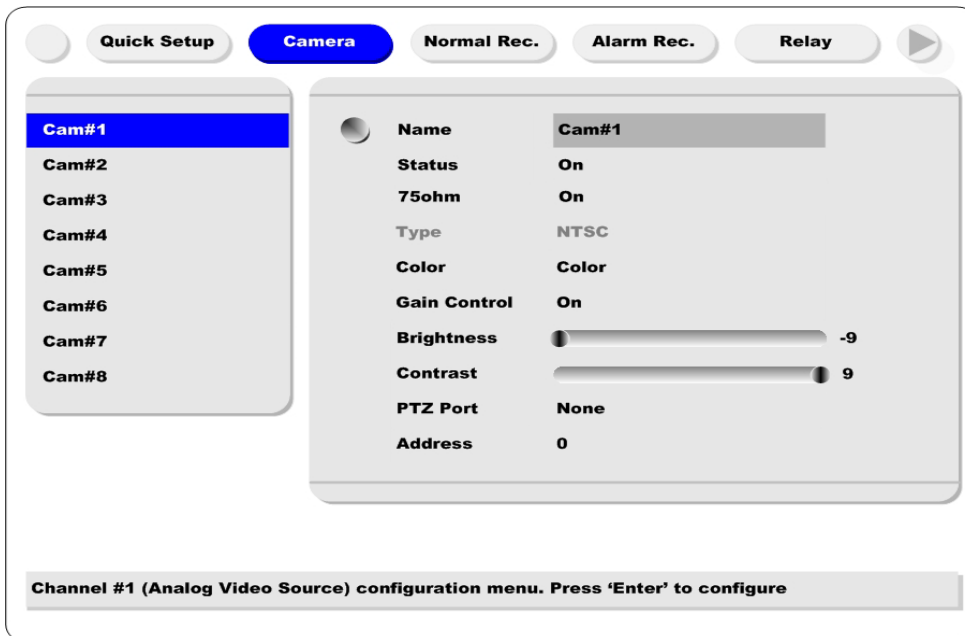 Quick Setup Camera Normal Rec. Alarm Rec. Relay
Cam#1
Cam#2
Cam#3
Cam#4
Cam#5
Cam#6
Cam#7
Cam#8
Name Cam#1
Status On
75ohm On
Type NTSC
Color Color
Gain Control On
Brightness -9
Contrast 9
PTZ Port None
Address 0
Channel #1 (Analog Video Source) configuration menu. Press ‘Enter’ to configure